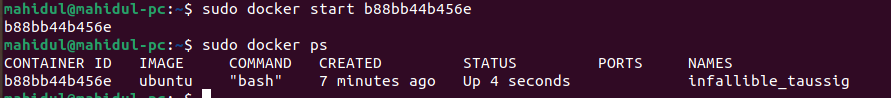 mahidul@mahidul-pc:~$ sudo docker start b88bb44b456e
b88bb44b456e
mahidul@mahidul-pc:~$ sudo docker ps
CONTAINER ID   IMAGE     COMMAND   CREATED         STATUS         PORTS     NAMES
b88bb44b456e   ubuntu    "bash"    7 minutes ago   Up 4 seconds             infallible_taussig
mahidul@mahidul-pc:~$